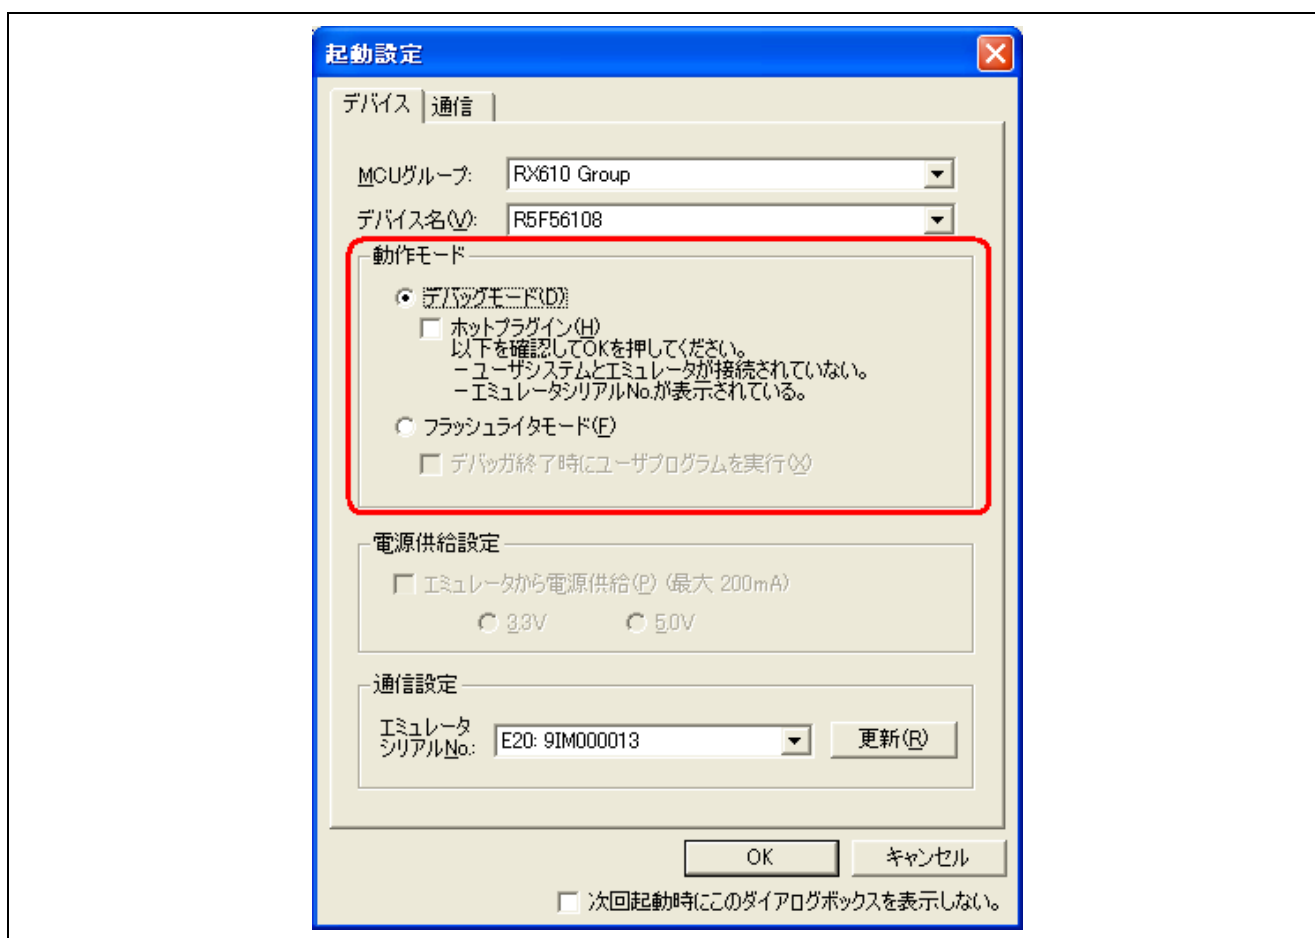 起動設定
デバイス 通信
MCUグループ: RX610 Group
デバイス名(V): R5F56108
動作モード
デバッグモード(D)
ホットプラグイン(H)
以下を確認してOKを押してください。
－ユーザシステムとエミュレータが接続されていない。
－エミュレータシリアルNo.が表示されている。
フラッシュライタモード(F)
デバッガ終了時にユーザプログラムを実行(X)
電源供給設定
エミュレータから電源供給(P) (最大 200mA)
3.3V 5.0V
通信設定
エミュレータ
シリアルNo.: E20: 9IM000013 更新(R)
OK キャンセル
次回起動時にこのダイアログボックスを表示しない。